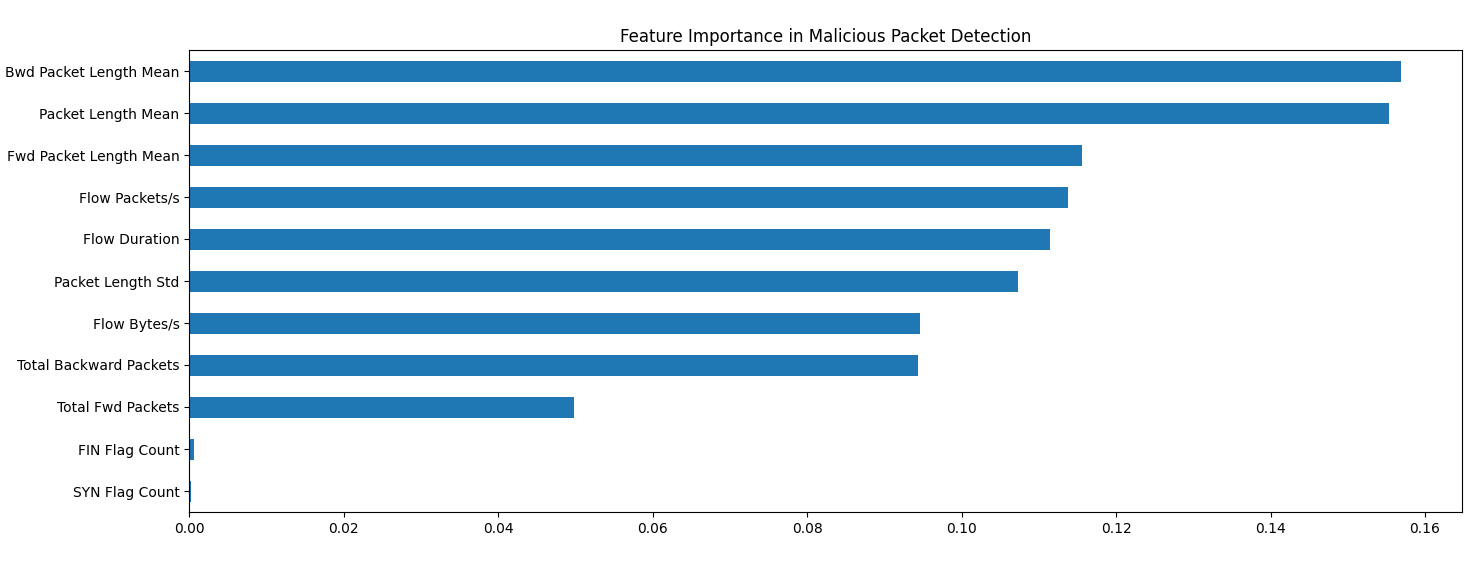 Feature Importance in Malicious Packet Detection
Bwd Packet Length Mean
Packet Length Mean
Fwd Packet Length Mean
Flow Packets/s
Flow Duration
Packet Length Std
Flow Bytes/s
Total Backward Packets
Total Fwd Packets
FIN Flag Count
SYN Flag Count
0.00 0.02 0.04 0.06 0.08 0.10 0.12 0.14 0.16